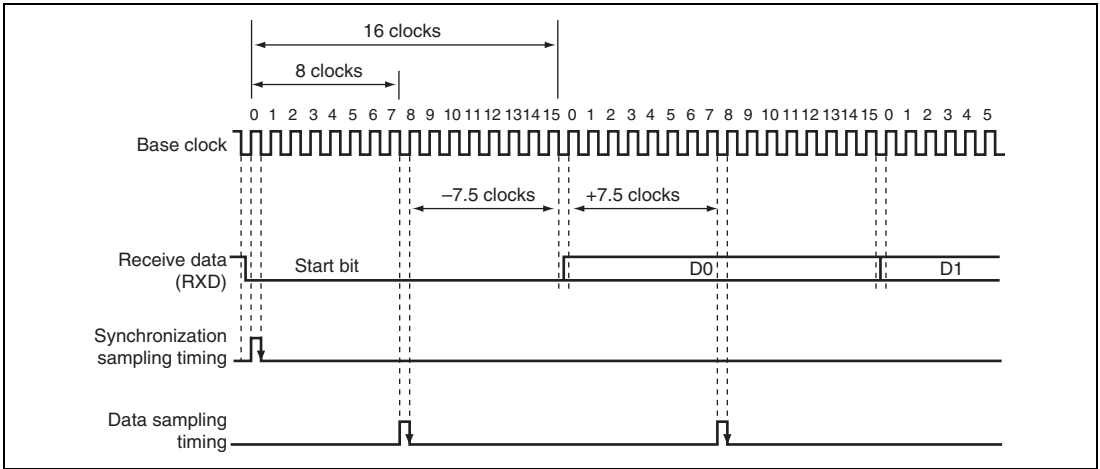 16 clocks
8 clocks
0 1 2 3 4 5 6 7 8 9 10 11 12 13 14 15 0 1 2 3 4 5 6 7 8 9 10 11 12 13 14 15 0 1 2 3 4 5
Base clock
–7.5 clocks +7.5 clocks
Receive data
(RXD)
Start bit D0 D1
Synchronization
sampling timing
Data sampling
timing